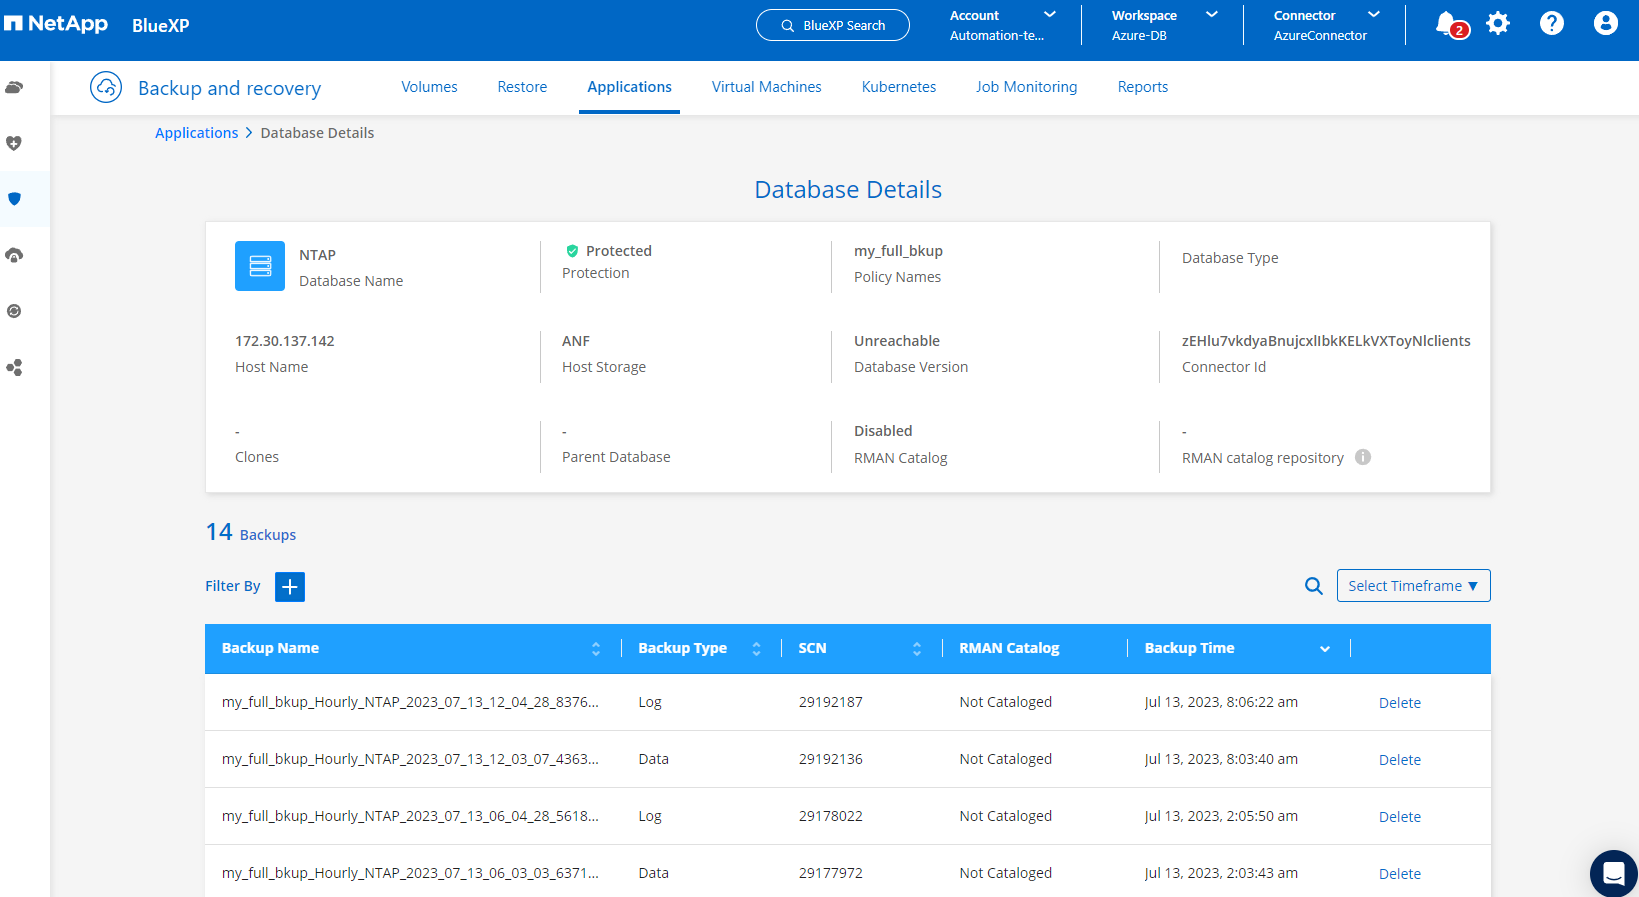 NetApp BlueXP
BlueXP Search
Account
Automation-te...
Workspace
Azure-DB
Connector
AzureConnector
2
Backup and recovery
Volumes Restore Applications Virtual Machines Kubernetes Job Monitoring Reports
Applications > Database Details
Database Details
NTAP
Database Name
Protected
Protection
my_full_bkup
Policy Names
Database Type
172.30.137.142
Host Name
ANF
Host Storage
Unreachable
Database Version
zEHlu7vkdyaBnujcxlIbkKELkVXToyNlclients
Connector Id
-
Clones
-
Parent Database
Disabled
RMAN Catalog
-
RMAN catalog repository
14 Backups
Filter By +
Select Timeframe ▼
Backup Name Backup Type SCN RMAN Catalog Backup Time
my_full_bkup_Hourly_NTAP_2023_07_13_12_04_28_8376... Log 29192187 Not Cataloged Jul 13, 2023, 8:06:22 am Delete
my_full_bkup_Hourly_NTAP_2023_07_13_12_03_07_4363... Data 29192136 Not Cataloged Jul 13, 2023, 8:03:40 am Delete
my_full_bkup_Hourly_NTAP_2023_07_13_06_04_28_5618... Log 29178022 Not Cataloged Jul 13, 2023, 2:05:50 am Delete
my_full_bkup_Hourly_NTAP_2023_07_13_06_03_03_6371... Data 29177972 Not Cataloged Jul 13, 2023, 2:03:43 am Delete